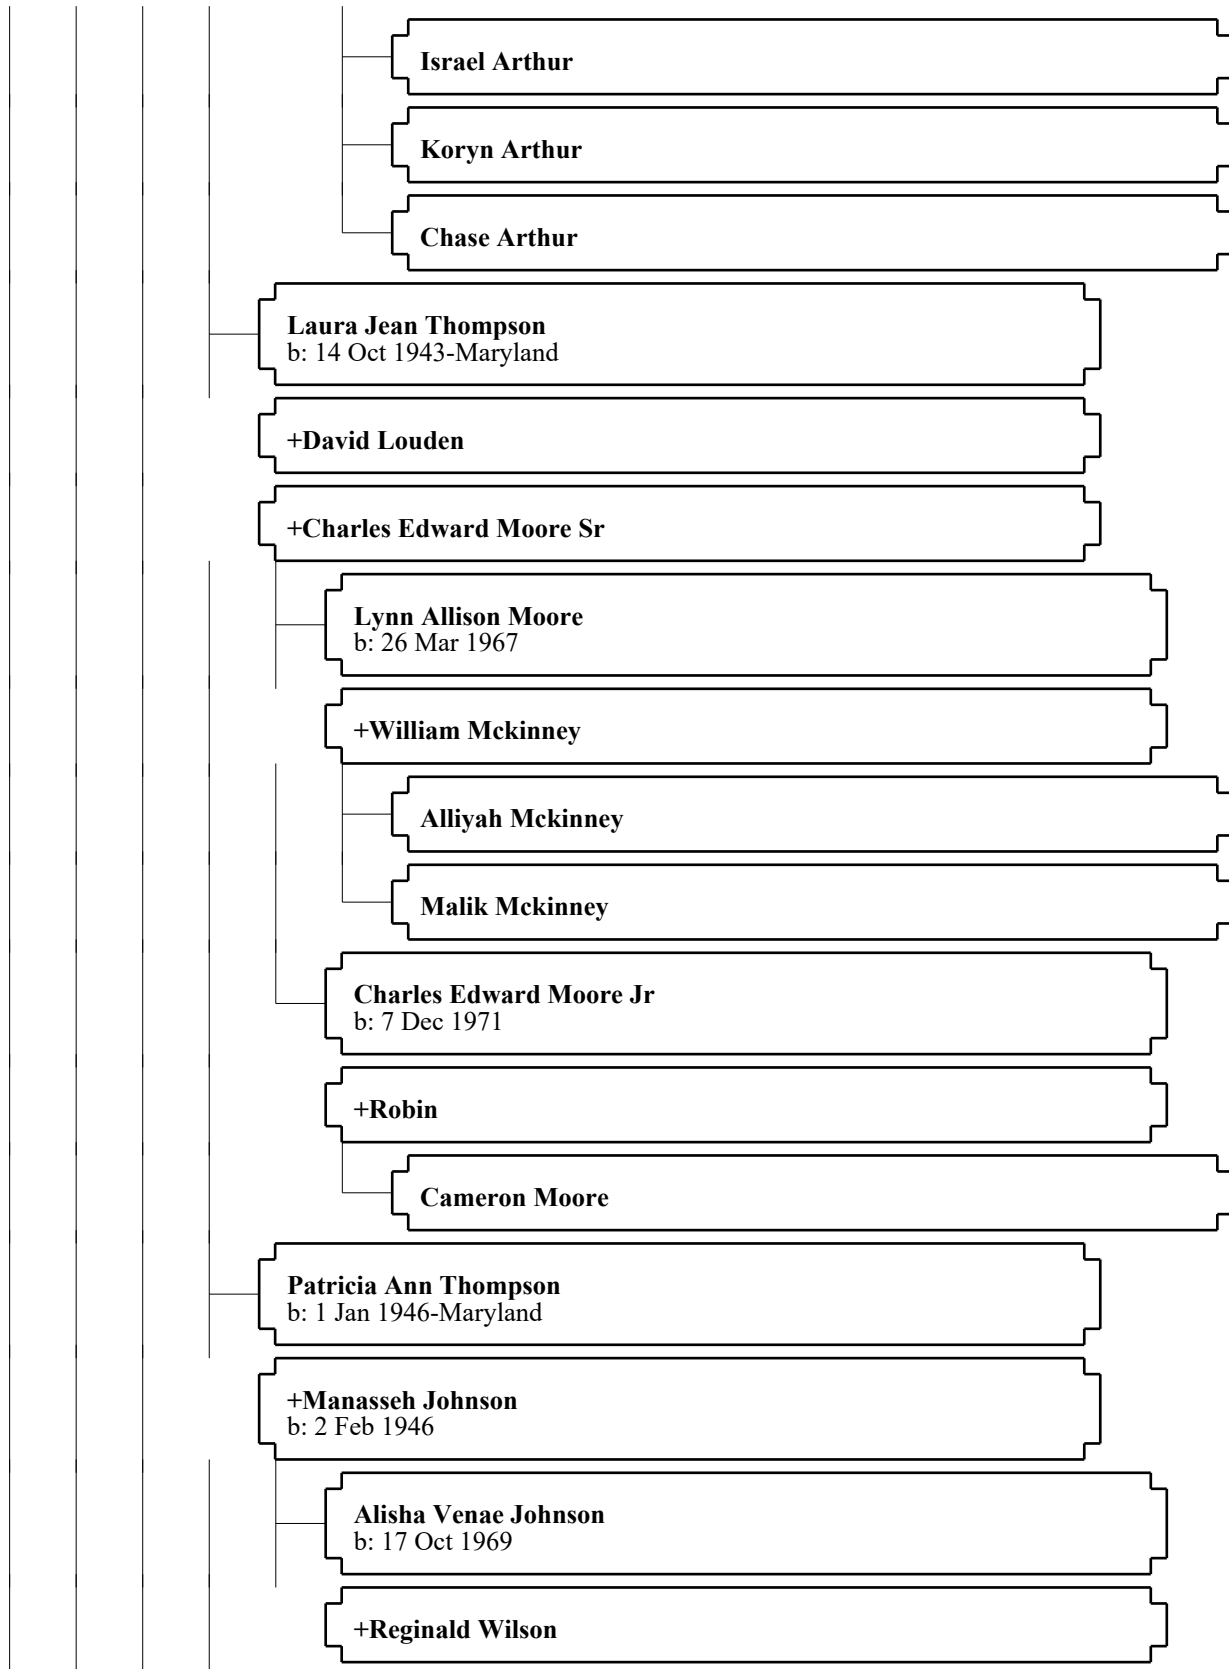 Israel Arthur
Koryn Arthur
Chase Arthur
Laura Jean Thompson
b: 14 Oct 1943-Maryland
+David Louden
+Charles Edward Moore Sr
Lynn Allison Moore
b: 26 Mar 1967
+William Mckinney
Alliyah Mckinney
Malik Mckinney
Charles Edward Moore Jr
b: 7 Dec 1971
+Robin
Cameron Moore
Patricia Ann Thompson
b: 1 Jan 1946-Maryland
+Manasseh Johnson
b: 2 Feb 1946
Alisha Venae Johnson
b: 17 Oct 1969
+Reginald Wilson